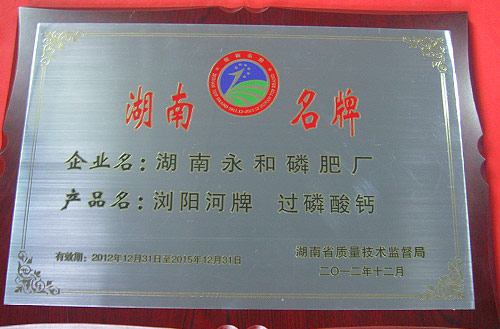 湖南名牌
企业名：湖南永和磷肥厂
产品名：浏阳河牌 过磷酸钙
有效期：2012年12月31日至2015年12月31日
湖南省质量技术监督局
二〇一二年十二月